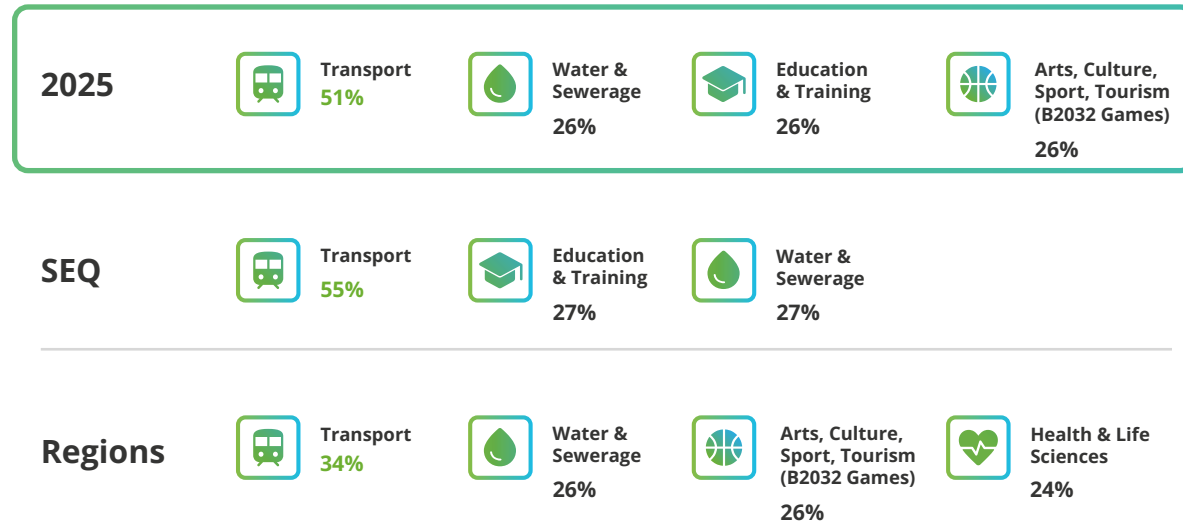 2025
Transport
51%
Water &
Sewerage
26%
Education
& Training
26%
Arts, Culture,
Sport, Tourism
(B2032 Games)
26%
SEQ
Transport
55%
Education
& Training
27%
Water &
Sewerage
27%
Regions
Transport
34%
Water &
Sewerage
26%
Arts, Culture,
Sport, Tourism
(B2032 Games)
26%
Health & Life
Sciences
24%